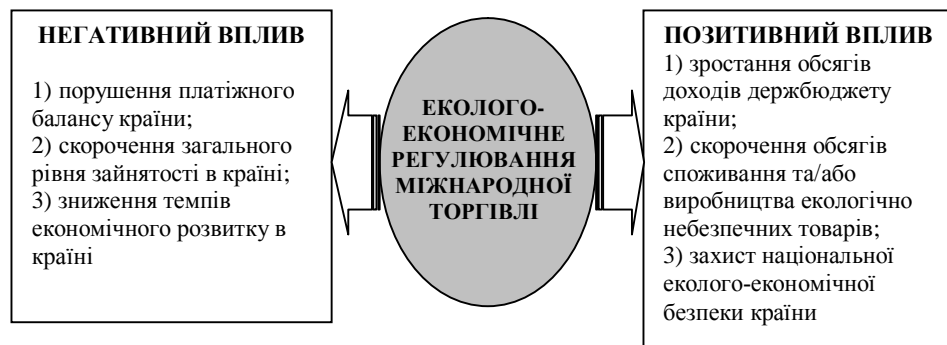 НЕГАТИВНИЙ ВПЛИВ
1) порушення платіжного
балансу країни;
2) скорочення загального
рівня зайнятості в країні;
3) зниження темпів
економічного розвитку в
країні
ЕКОЛОГО-
ЕКОНОМІЧНЕ
РЕГУЛЮВАННЯ
МІЖНАРОДНОЇ
ТОРГІВЛІ
ПОЗИТИВНИЙ ВПЛИВ
1) зростання обсягів
доходів держбюджету
країни;
2) скорочення обсягів
споживання та/або
виробництва екологічно
небезпечних товарів;
3) захист національної
еколого-економічної
безпеки країни